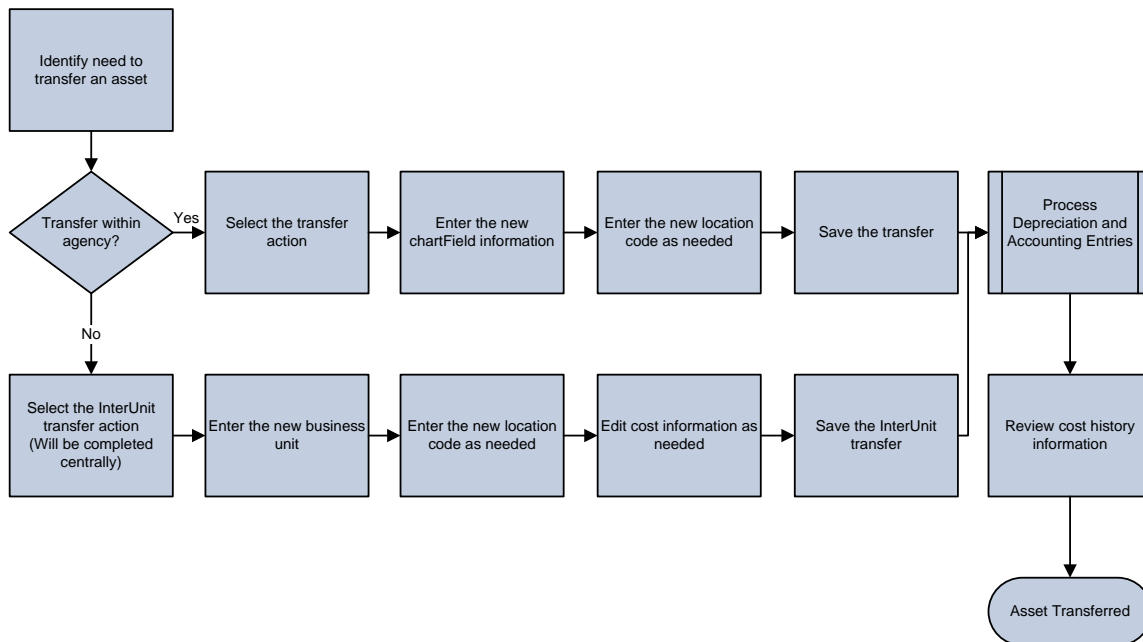 Identify need to
transfer an asset
Transfer within
agency?
Yes
Select the transfer
action
Enter the new
chartField information
Enter the new location
code as needed
Save the transfer
Process
Depreciation and
Accounting Entries
No
Select the InterUnit
transfer action
(Will be completed
centrally)
Enter the new business
unit
Enter the new location
code as needed
Edit cost information as
needed
Save the InterUnit
transfer
Review cost history
information
Asset Transferred